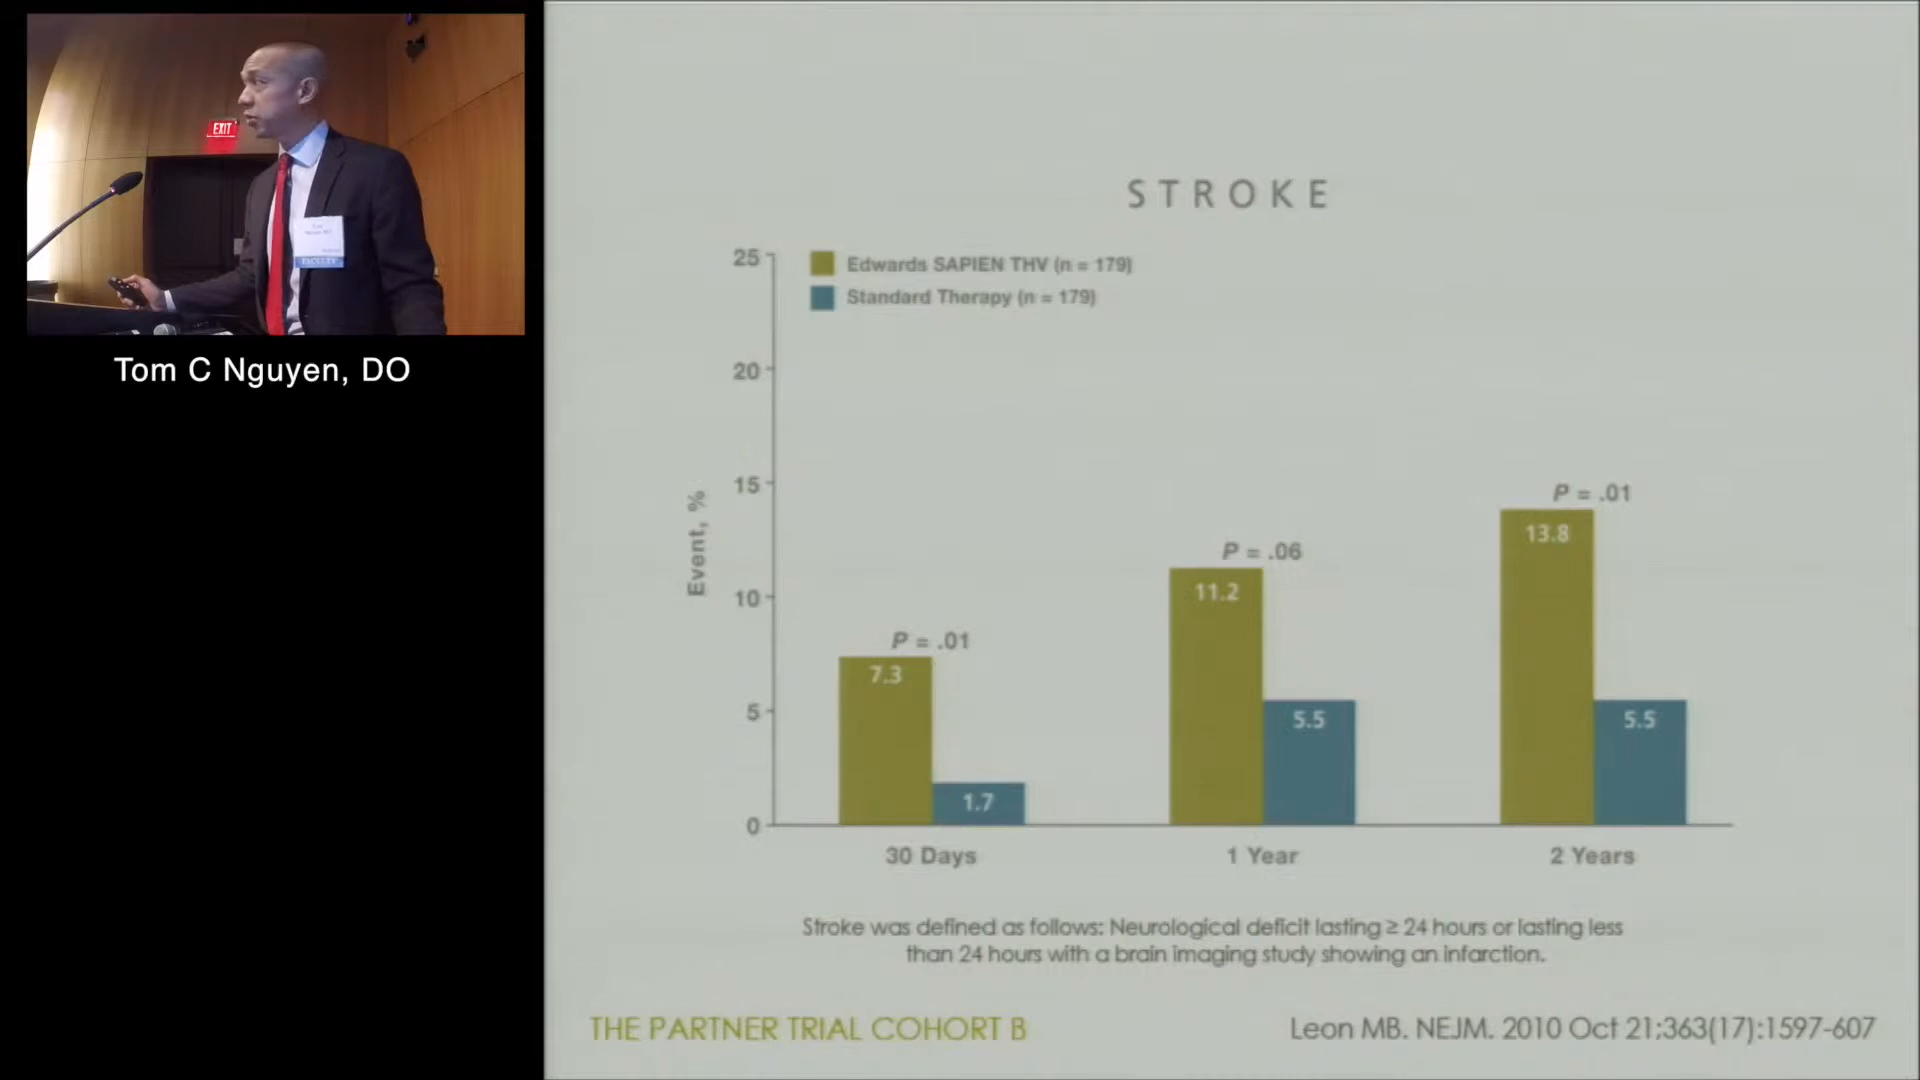 EXIT
FACULTY
Tom C Nguyen, DO
STROKE
Edwards SAPIEN THV (n = 179)
Standard Therapy (n = 179)
Event, %
25
20
15
10
5
0
P = .01
7.3
1.7
P = .06
11.2
5.5
P = .01
13.8
5.5
30 Days
1 Year
2 Years
Stroke was defined as follows: Neurological deficit lasting ≥ 24 hours or lasting less
than 24 hours with a brain imaging study showing an infarction.
THE PARTNER TRIAL COHORT B
Leon MB. NEJM. 2010 Oct 21;363(17):1597-607